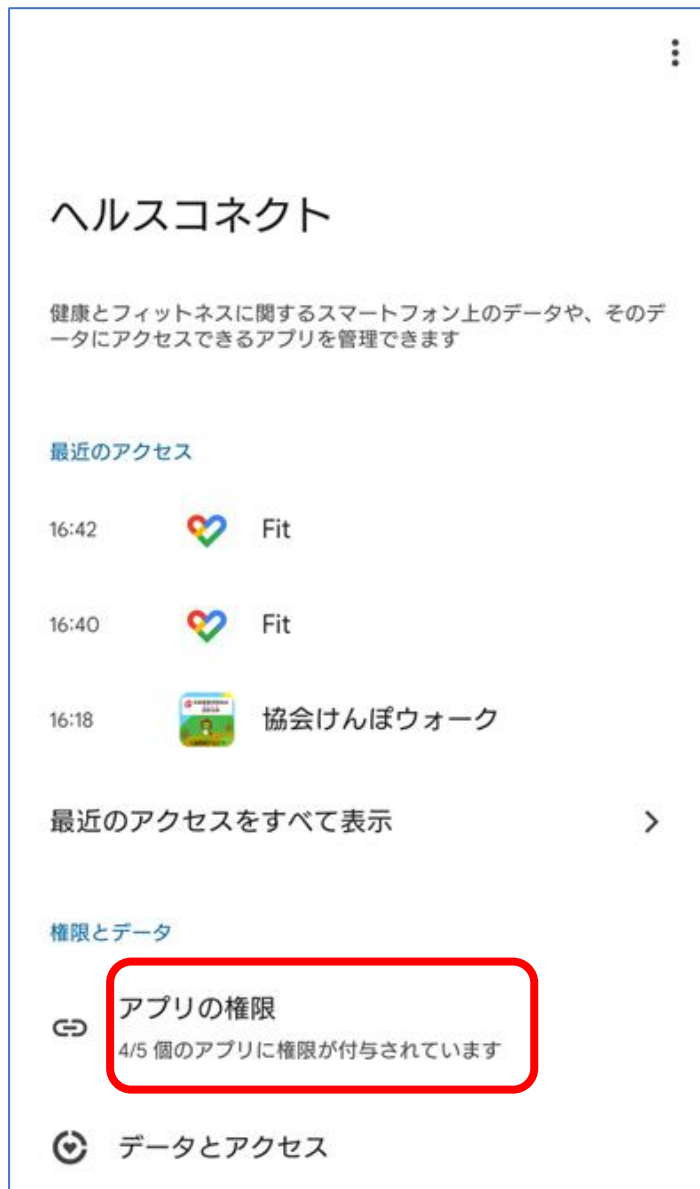 ヘルスコネクト
健康とフィットネスに関するスマートフォン上のデータや、そのデ
ータにアクセスできるアプリを管理できます
最近のアクセス
16:42 Fit
16:40 Fit
16:18 協会けんぽウォーク
最近のアクセスをすべて表示
権限とデータ
アプリの権限
4/5 個のアプリに権限が付与されています
データとアクセス